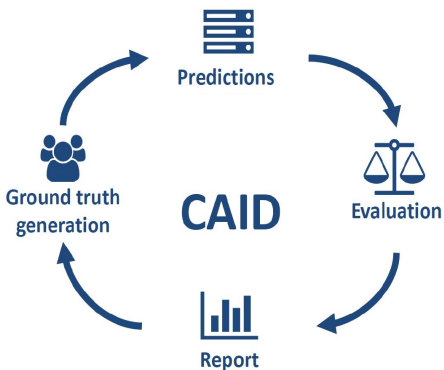 Predictions
Ground truth
generation
CAID
Evaluation
Report